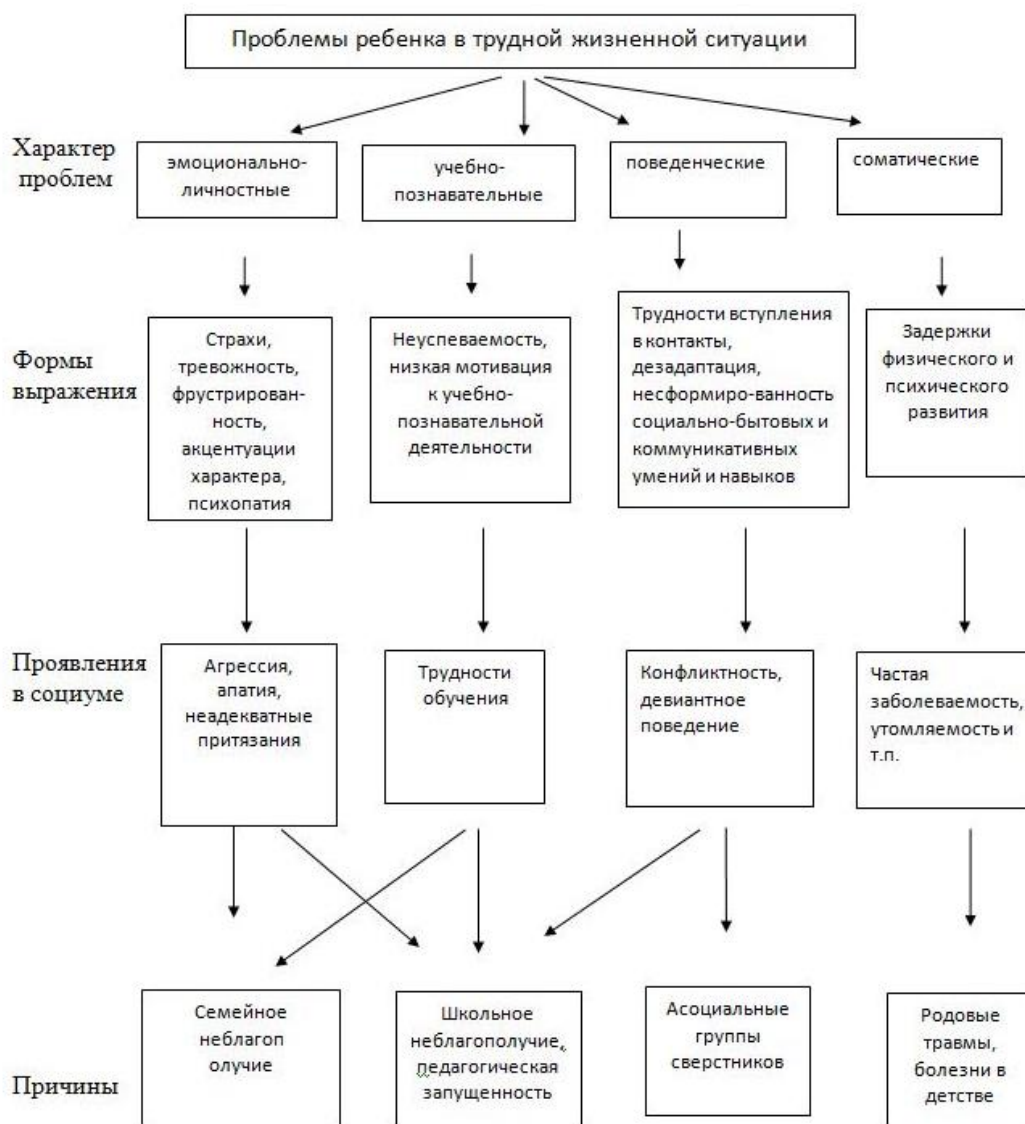 Проблемы ребенка в трудной жизненной ситуации
Характер
проблем
эмоционально-
личностные
учебно-
познавательные
поведенческие
соматические
Формы
выражения
Страхи,
тревожность,
фрустрирован-
ность,
акцентуации
характера,
психопатия
Неуспеваемость,
низкая мотивация
к учебно-
познавательной
деятельности
Трудности вступления
в контакты,
дезадаптация,
несформиро-ванность
социально-бытовых и
коммуникативных
умений и навыков
Задержки
физического и
психического
развития
Проявления
в социуме
Агрессия,
апатия,
неадекватные
притязания
Трудности
обучения
Конфликтность,
девиантное
поведение
Частая
заболеваемость,
утомляемость и
т.п.
Причины
Семейное
неблагоп
олучие
Школьное
неблагополучие,
педагогическая
запущенность
Асоциальные
группы
сверстников
Родовые
травмы,
болезни в
детстве